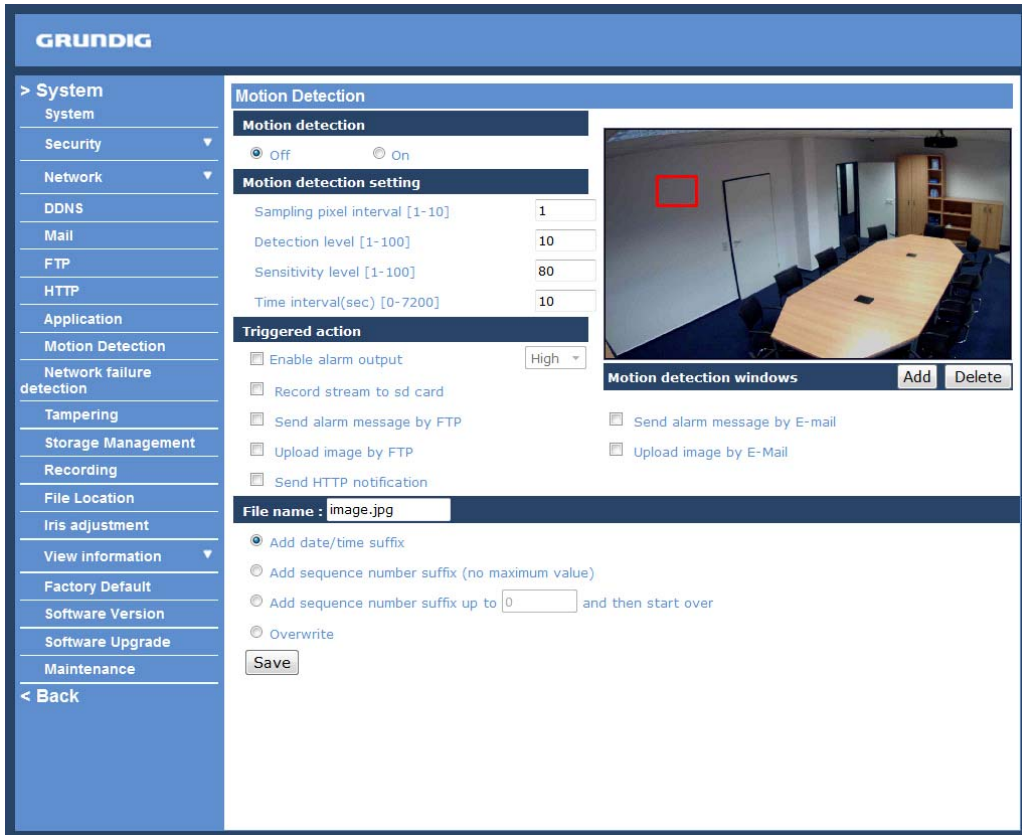 GRUNDIG
> System
System
Security
Network
DDNS
Mail
FTP
HTTP
Application
Motion Detection
Network failure
detection
Tampering
Storage Management
Recording
File Location
Iris adjustment
View information
Factory Default
Software Version
Software Upgrade
Maintenance
< Back
Motion Detection
Motion detection
Off On
Motion detection setting
Sampling pixel interval [1-10] 1
Detection level [1-100] 10
Sensitivity level [1-100] 80
Time interval(sec) [0-7200] 10
Triggered action
Enable alarm output High
Motion detection windows Add Delete
Record stream to sd card
Send alarm message by FTP Send alarm message by E-mail
Upload image by FTP Upload image by E-Mail
Send HTTP notification
File name : image.jpg
Add date/time suffix
Add sequence number suffix (no maximum value)
Add sequence number suffix up to 0 and then start over
Overwrite
Save